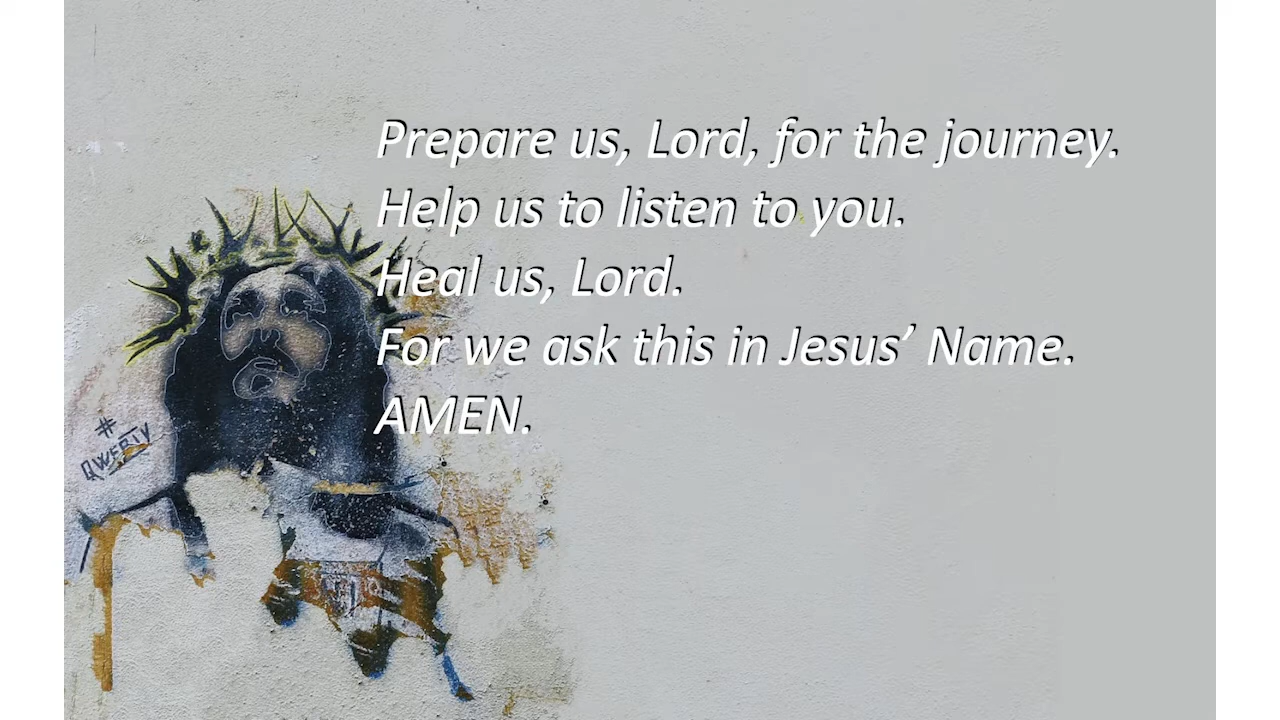 Prepare us, Lord, for the journey.
Help us to listen to you.
Heal us, Lord.
For we ask this in Jesus’ Name.
AMEN.
#
QWERTY